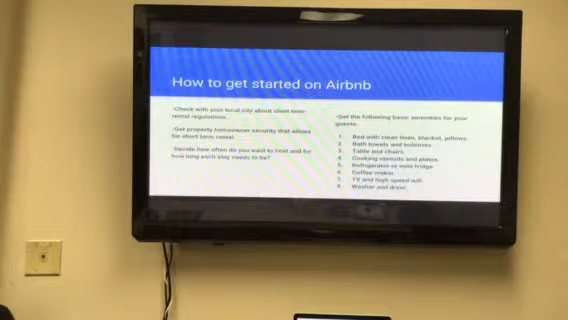 How to get started on Airbnb
-Check with your local city about short term
rental regulations.
-Get property homeowner security that allows
for short term rental.
-Decide how often do you want to host and for
how long each stay needs to be?
-Get the following basic amenities for your
guests:
1. Bed with clean linen, blanket, pillows.
2. Bath towels and toiletries
3. Table and chairs.
4. Cooking utensils and plates.
5. Refrigerator or mini fridge
6. Coffee maker.
7. TV and high speed wifi.
8. Washer and dryer.